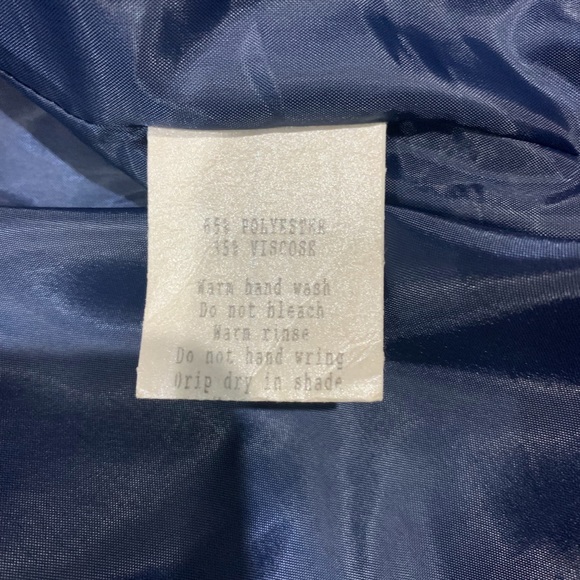 65% POLYESTER
35% VISCOSE
Warm hand wash
Do not bleach
Warm rinse
Do not hand wring
Drip dry in shade